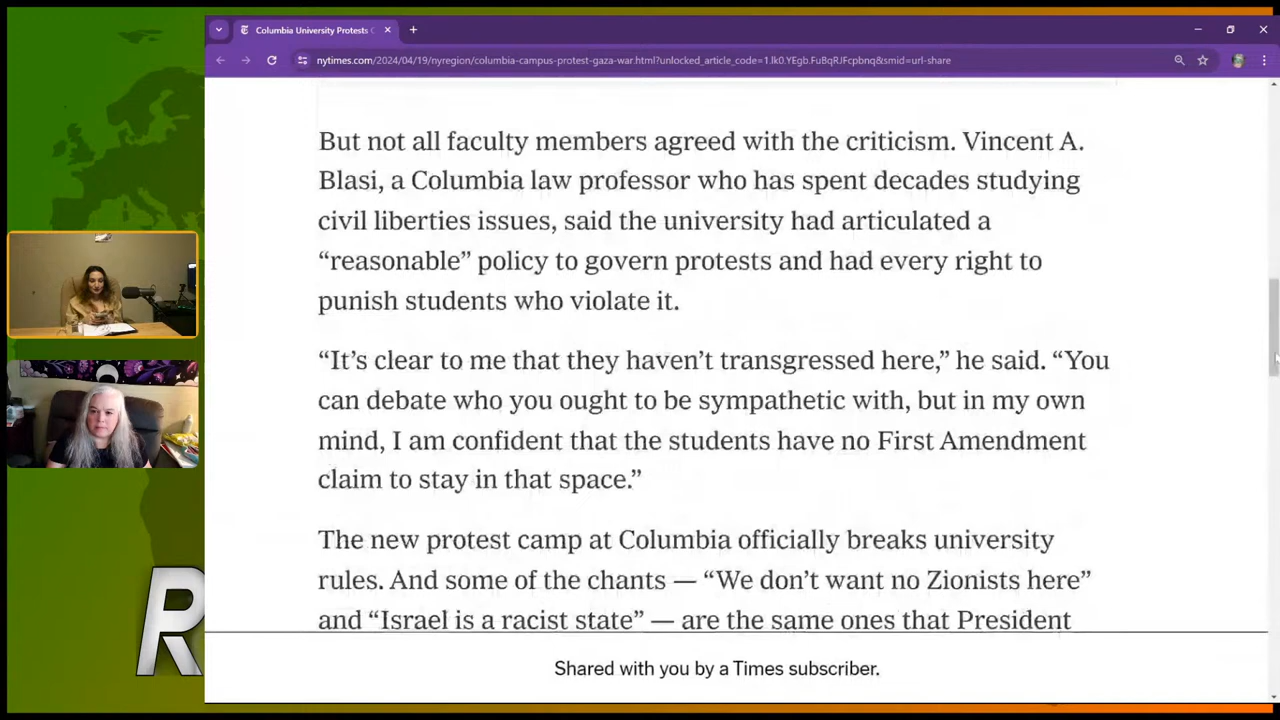 Columbia University Protests
nytimes.com/2024/04/19/nyregion/columbia-campus-protest-gaza-war.html?unlocked_article_code=1.lk0.YEgb.FuBqRJFcpbnq&smid=url-share
But not all faculty members agreed with the criticism. Vincent A.
Blasi, a Columbia law professor who has spent decades studying
civil liberties issues, said the university had articulated a
“reasonable” policy to govern protests and had every right to
punish students who violate it.
“It’s clear to me that they haven’t transgressed here,” he said. “You
can debate who you ought to be sympathetic with, but in my own
mind, I am confident that the students have no First Amendment
claim to stay in that space.”
The new protest camp at Columbia officially breaks university
rules. And some of the chants — “We don’t want no Zionists here”
and “Israel is a racist state” — are the same ones that President
R
Shared with you by a Times subscriber.